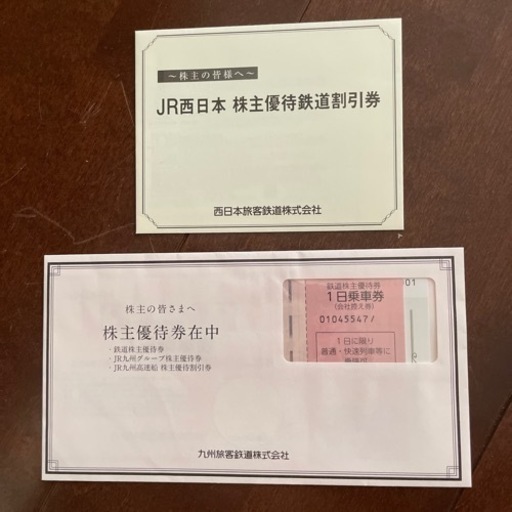 ～株主の皆様へ～
JR西日本 株主優待鉄道割引券
西日本旅客鉄道株式会社
株主の皆さまへ
株主優待券在中
・鉄道株主優待券
・JR九州グループ株主優待券
・JR九州高速船 株主優待割引券
鉄道株主優待券
1日乗車券
(会社控え券)
01045547
01
1日に限り
普通・快速列車等に
九州旅客鉄道株式会社